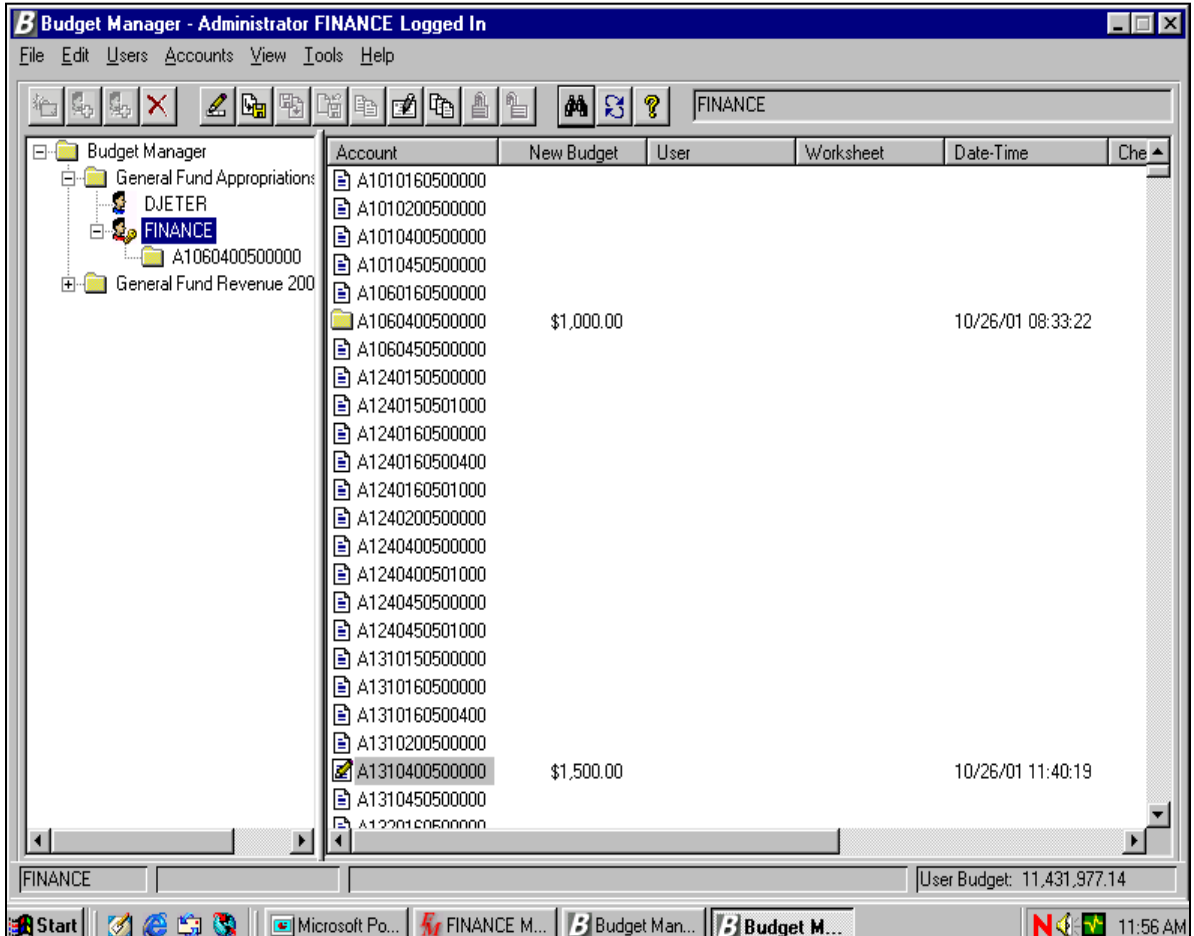 B Budget Manager - Administrator FINANCE Logged In
File Edit Users Accounts View Tools Help
FINANCE
Budget Manager
General Fund Appropriations
DJETER
FINANCE
A1060400500000
General Fund Revenue 200
Account New Budget User Worksheet Date-Time Che
A1010160500000
A1010200500000
A1010400500000
A1010450500000
A1060160500000
A1060400500000 $1,000.00 10/26/01 08:33:22
A1060450500000
A1240150500000
A1240150501000
A1240160500000
A1240160500400
A1240160501000
A1240200500000
A1240400500000
A1240400501000
A1240450500000
A1240450501000
A1310150500000
A1310160500000
A1310160500400
A1310200500000
A1310400500000 $1,500.00 10/26/01 11:40:19
A1310450500000
A1320160500000
FINANCE User Budget: 11,431,977.14
Start Microsoft Po... FINANCE M... B Budget Man... B Budget M... N 11:56 AM